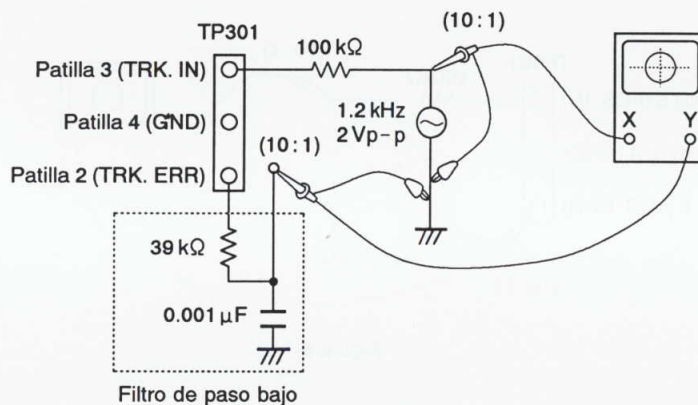 TP301
(10 : 1)
100 kΩ
Patilla 3 (TRK. IN)
Patilla 4 (GND)
1.2 kHz
2 Vp-p
X Y
(10 : 1)
Patilla 2 (TRK. ERR)
39 kΩ
0.001 μF
Filtro de paso bajo